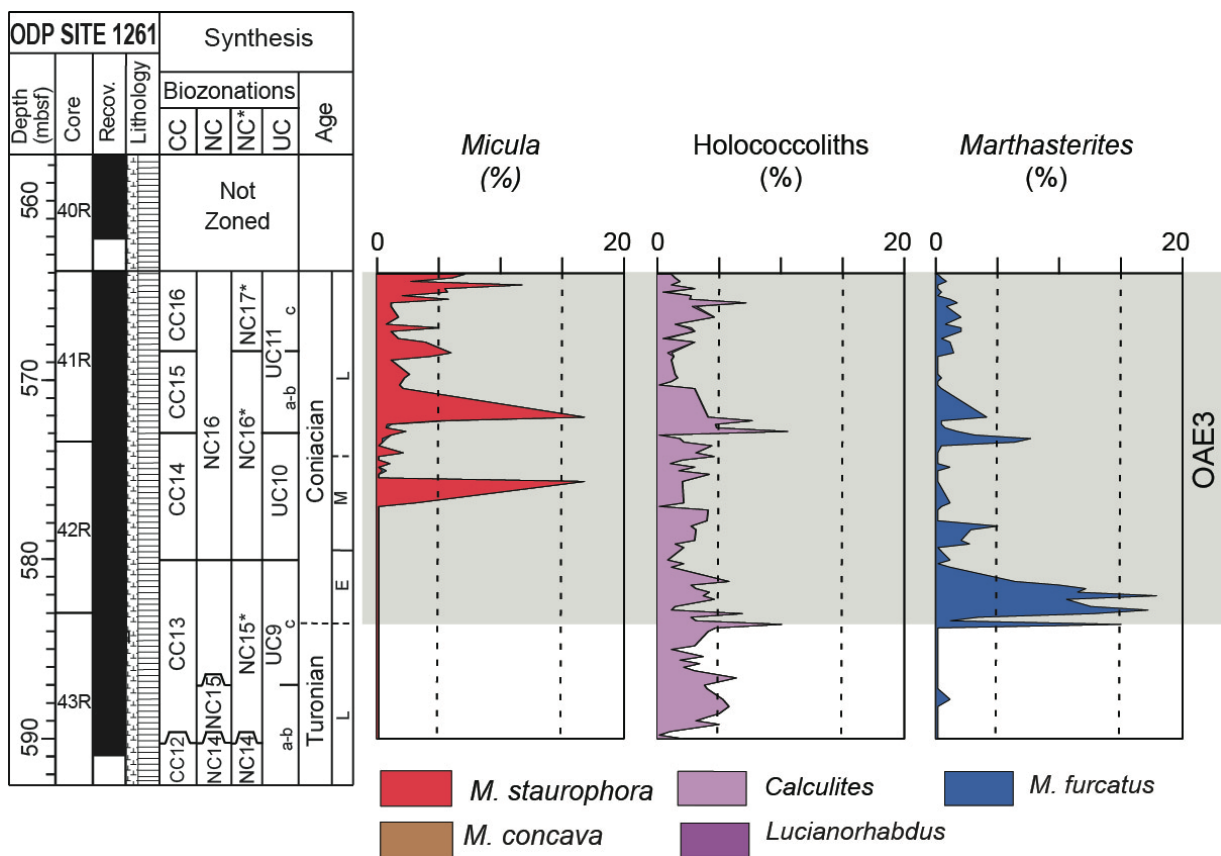 ODP SITE 1261
Synthesis
Depth (mbsf)
Core
Recov.
Lithology
Biozonations
Age
CC
NC
NC*
UC
Micula
(%)
Holococcoliths
(%)
Marthasterites
(%)
0
20
0
20
0
20
560
570
580
590
40R
41R
42R
43R
Not
Zoned
CC16
CC15
CC14
CC13
CC12
NC16
NC15
NC14
NC17*
NC16*
NC15*
NC14
UC11
c
a-b
UC10
UC9
c
a-b
Coniacian
Turonian
L
M
E
L
OAE3
M. staurophora
Calculites
M. furcatus
M. concava
Lucianorhabdus